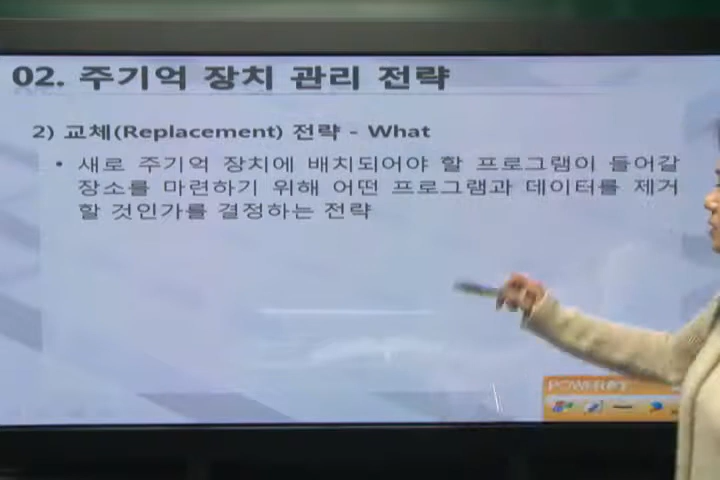 02. 주기억 장치 관리 전략
2) 교체(Replacement) 전략 - What
• 새로 주기억 장치에 배치되어야 할 프로그램이 들어갈
장소를 마련하기 위해 어떤 프로그램과 데이터를 제거
할 것인가를 결정하는 전략